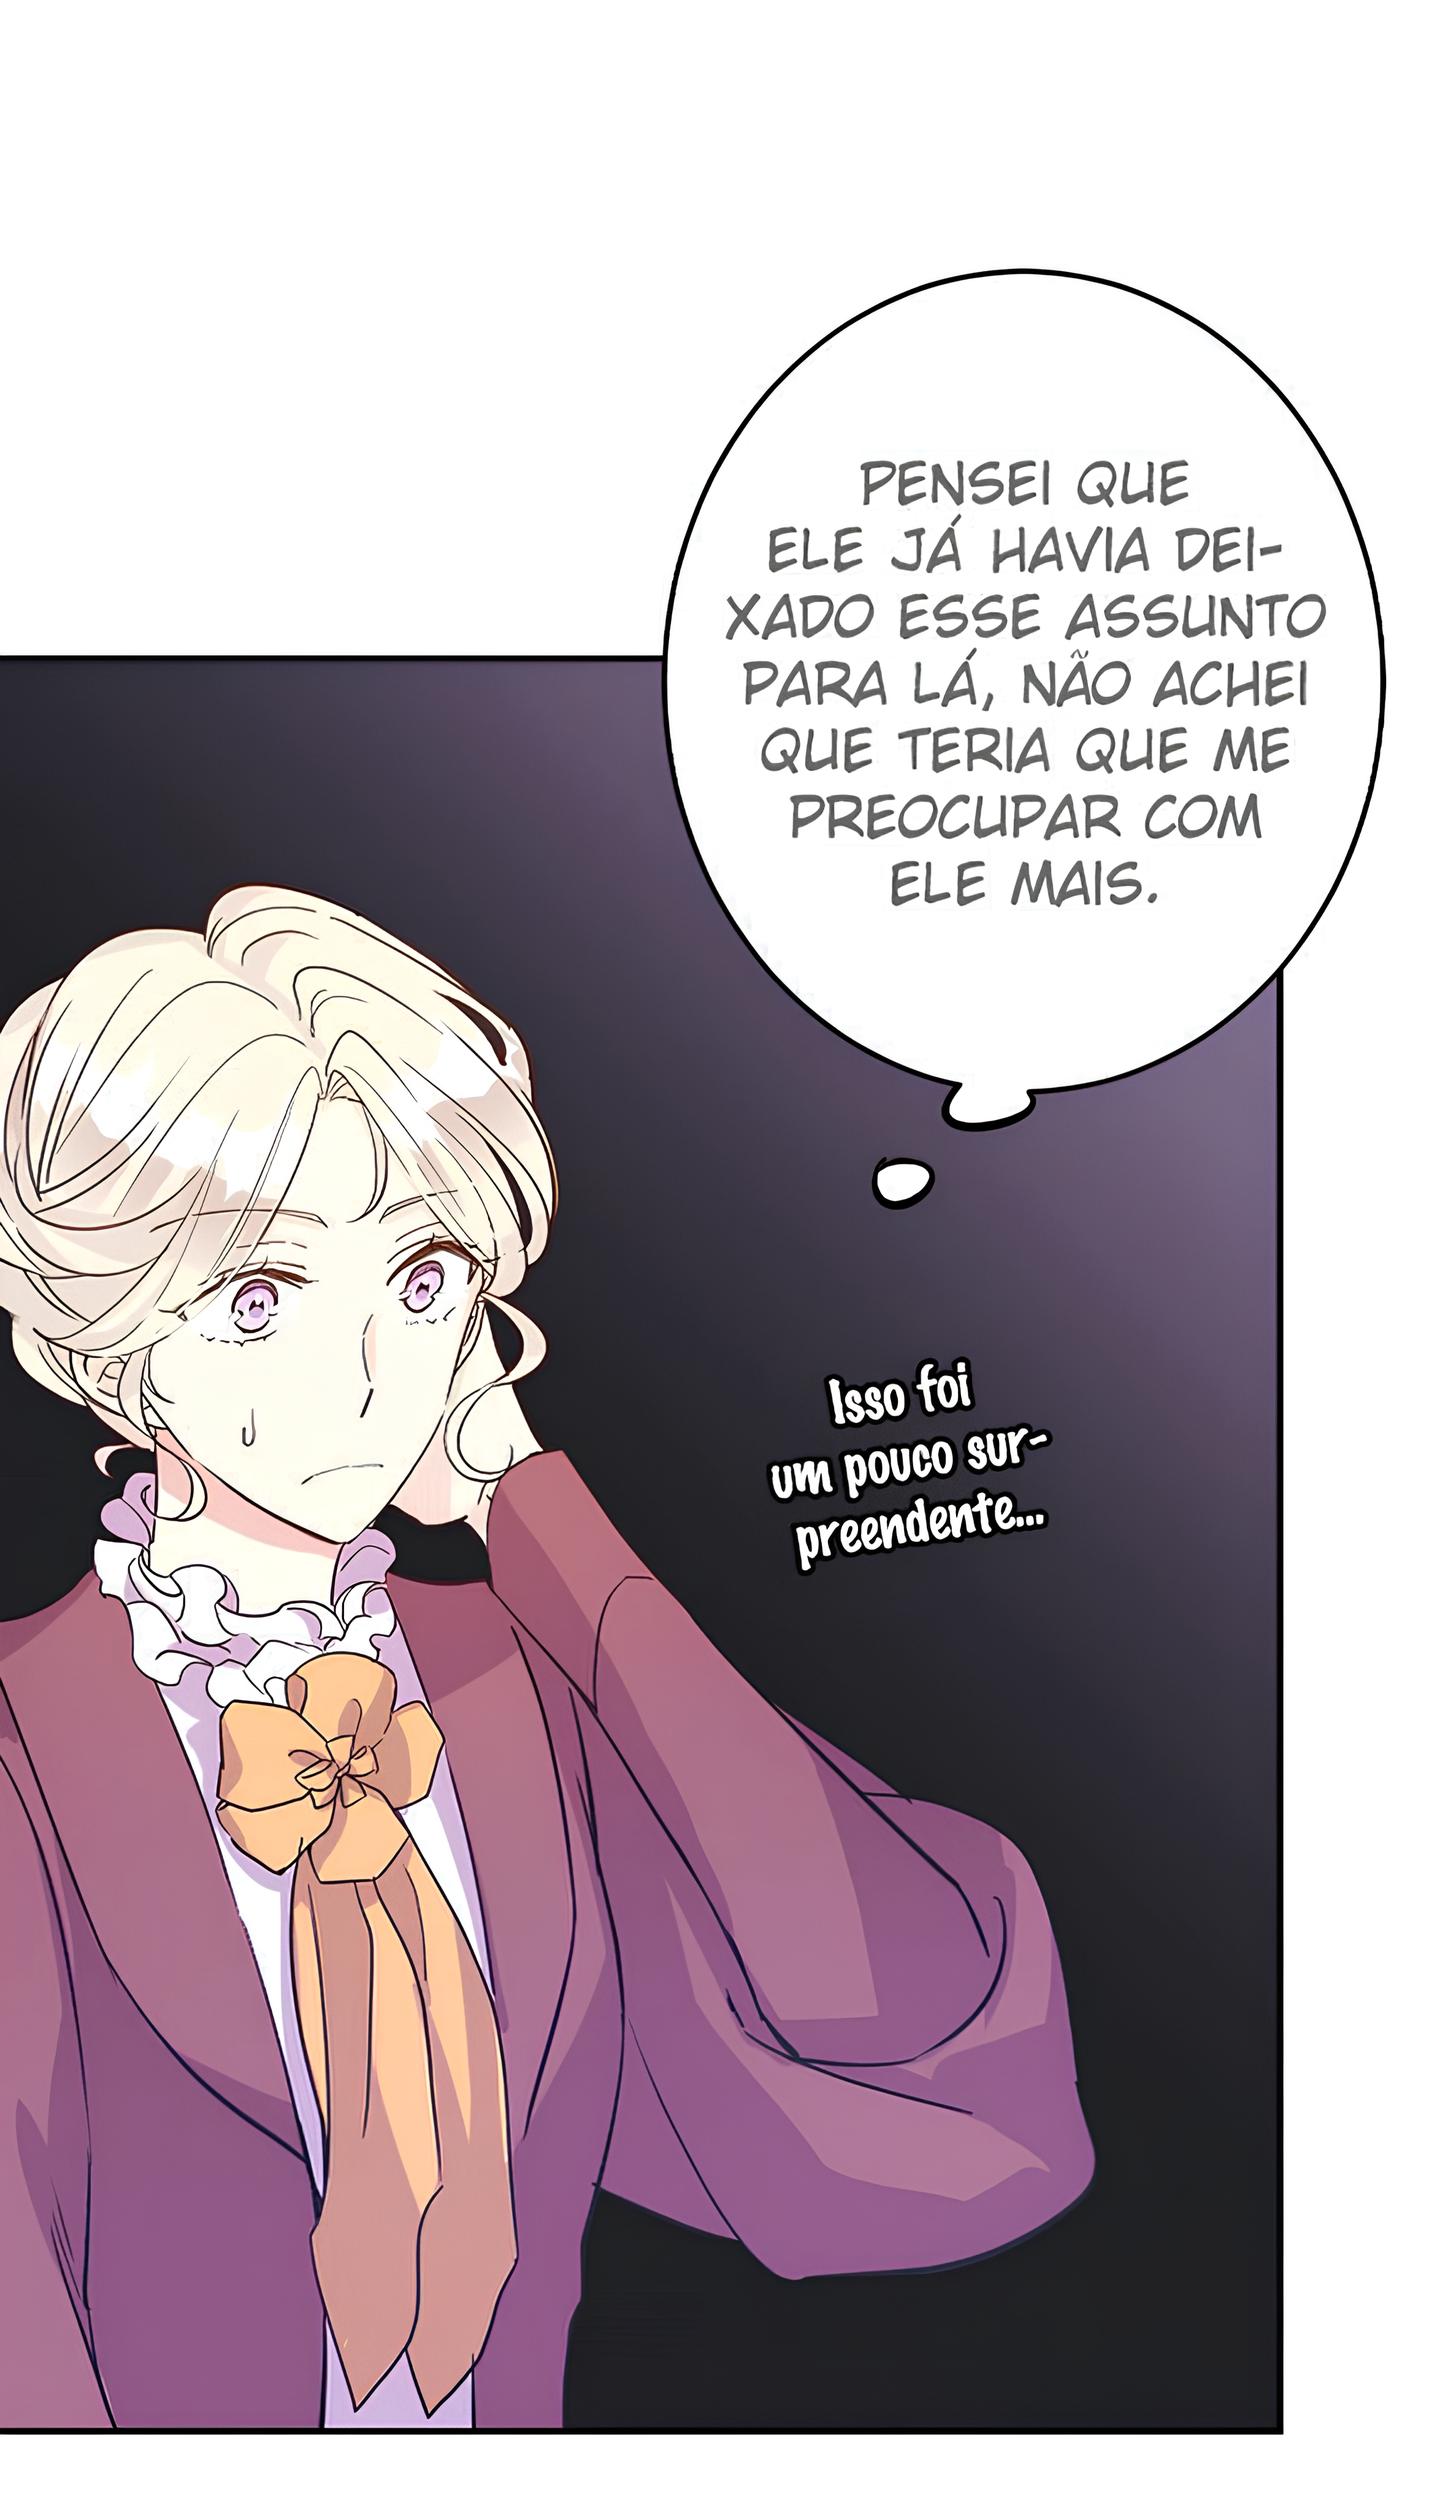 PENSEI QUE
ELE JÁ HAVIA DEI-
XADO ESSE ASSUNTO
PARA LÁ, NÃO ACHEI
QUE TERIA QUE ME
PREOCUPAR COM
ELE MAIS.
Isso foi
um pouco sur-
preendente...